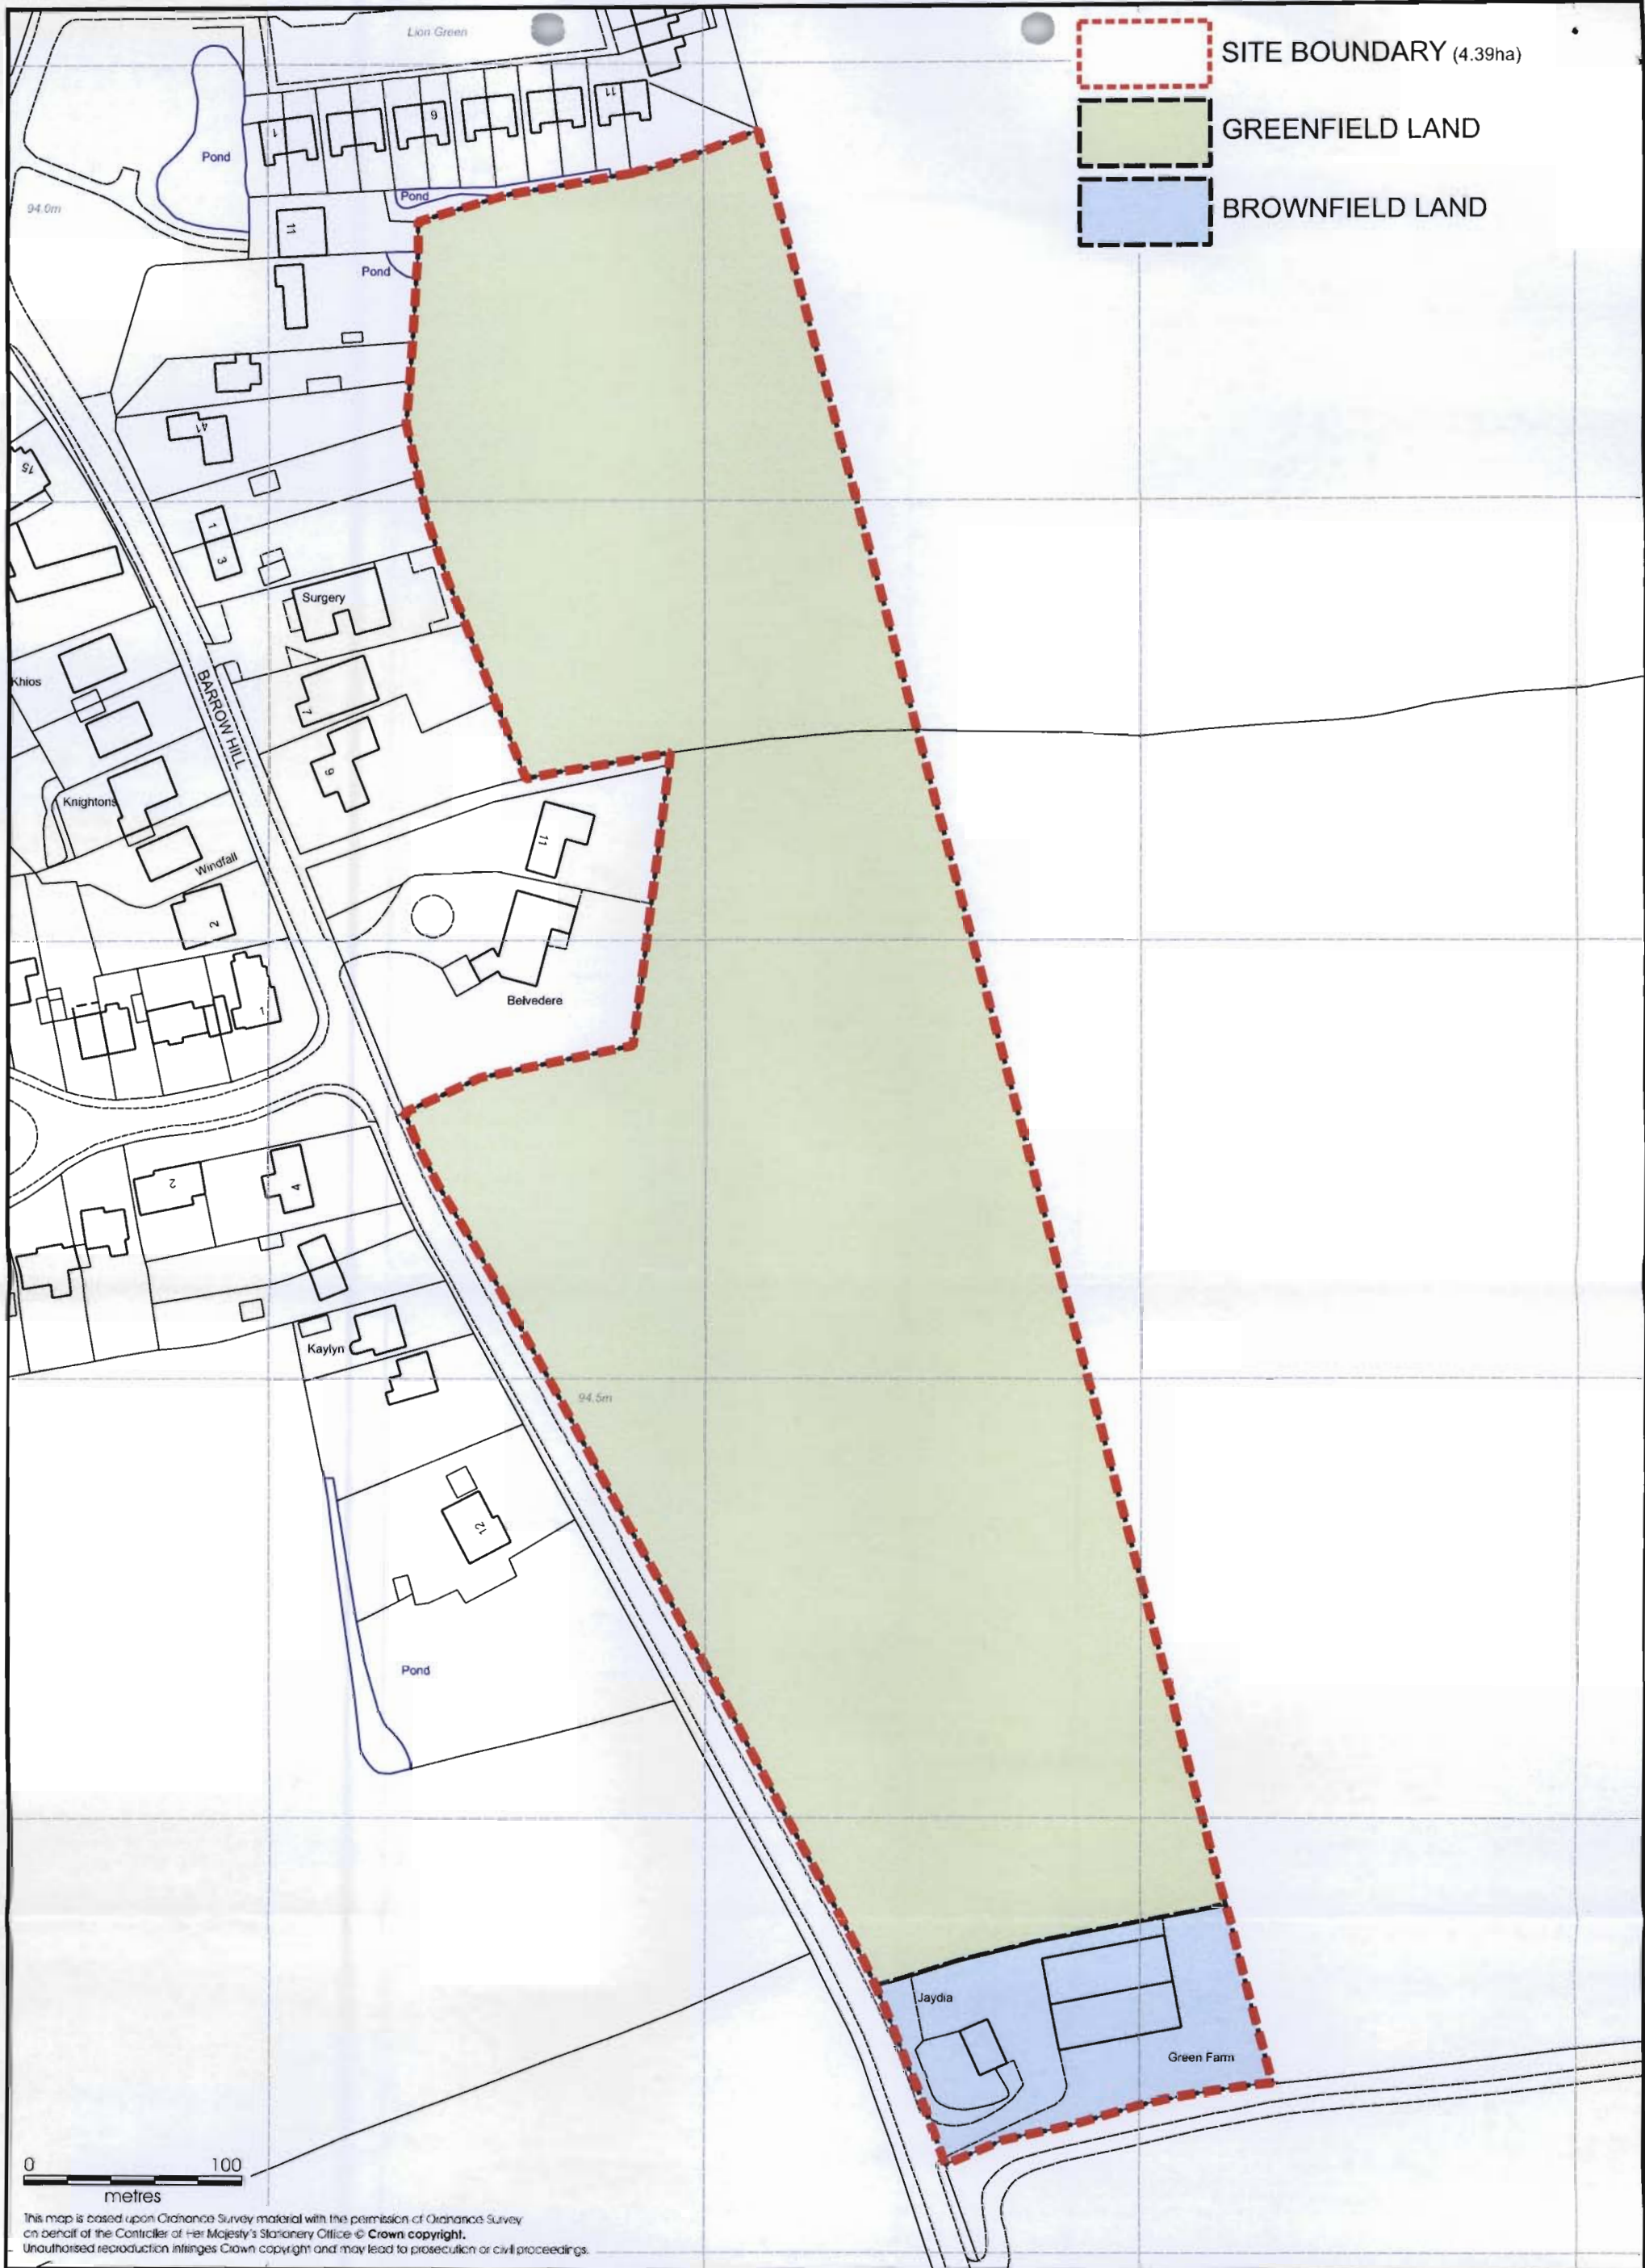 Lion Green
SITE BOUNDARY (4.39ha)
GREENFIELD LAND
BROWNFIELD LAND
1
9
11
Pond
Pond
94.0m
11
Pond
41
15
1
3
Surgery
Khios
BARROW HILL
7
9
Knightons
11
Windfall
2
Belvedere
1
2
4
Kaylyn
94.5m
12
Pond
Jaydia
Green Farm
0 100
metres
This map is based upon Ordnance Survey material with the permission of Ordnance Survey
on behalf of the Controller of Her Majesty's Stationery Office © Crown copyright.
Unauthorised reproduction infringes Crown copyright and may lead to prosecution or civil proceedings.